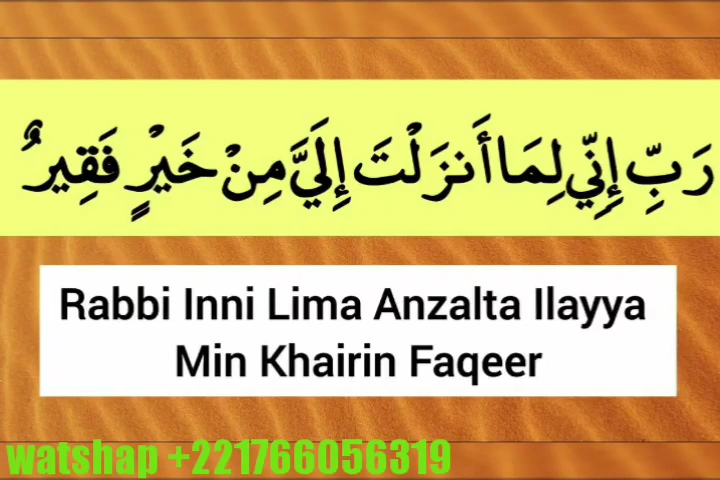 رَبِّ إِنِّي لِمَا أَنزَلْتَ إِلَيَّ مِنْ خَيْرٍ فَقِيرٌ
Rabbi Inni Lima Anzalta Ilayya
Min Khairin Faqeer
watshap +221766056319